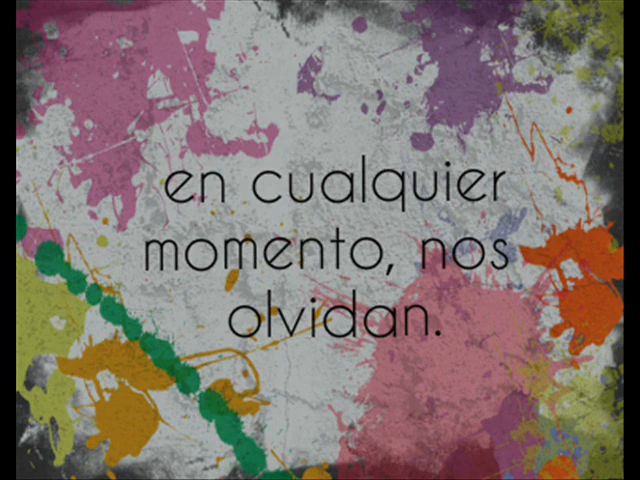 en cualquier
momento, nos
olvidan.